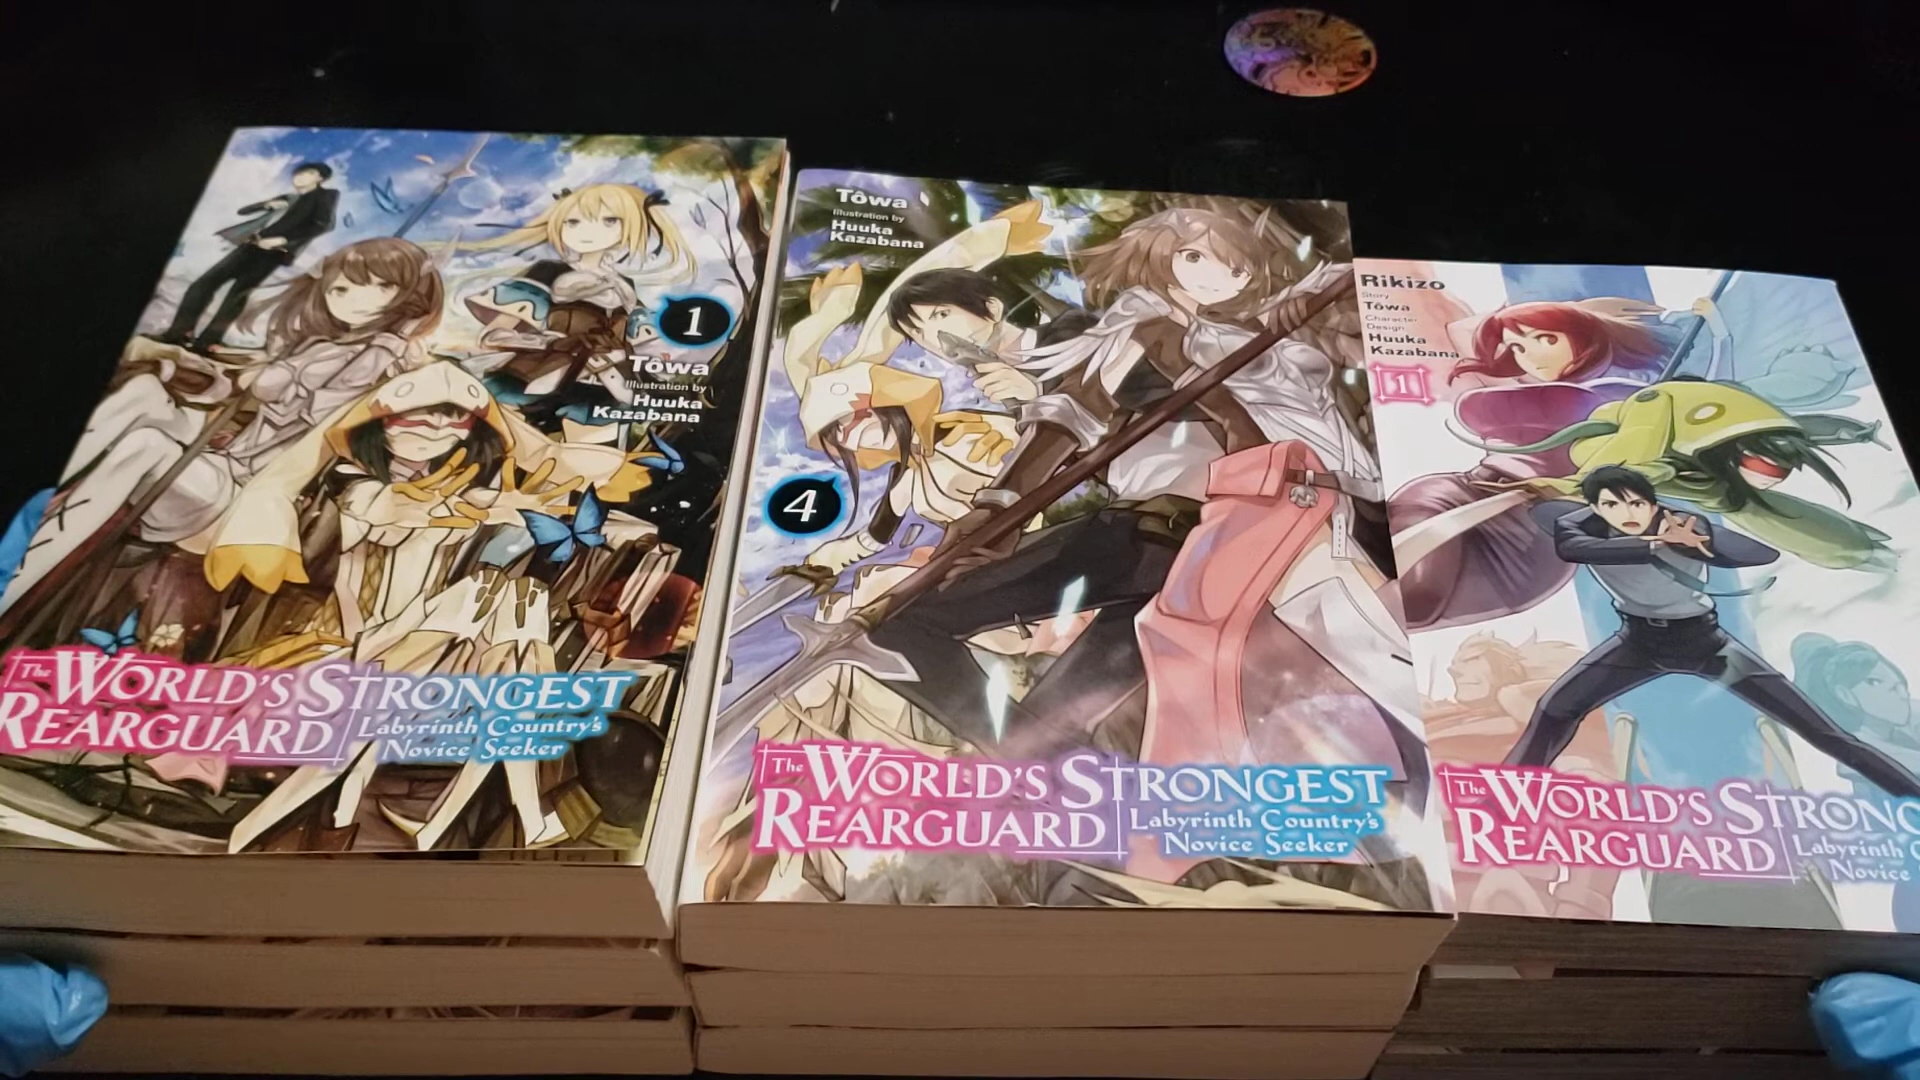 1
Tôwa
Illustration by
Huuka
Kazabana
The World's Strongest
Rearguard
Labyrinth Country's
Novice Seeker
Tôwa
Illustration by
Huuka
Kazabana
4
The World's Strongest
Rearguard
Labyrinth Country's
Novice Seeker
Rikizo
Story
Tôwa
Character
Design
Huuka
Kazabana
1
The World's Strong
Rearguard
Labyrinth C
Novice